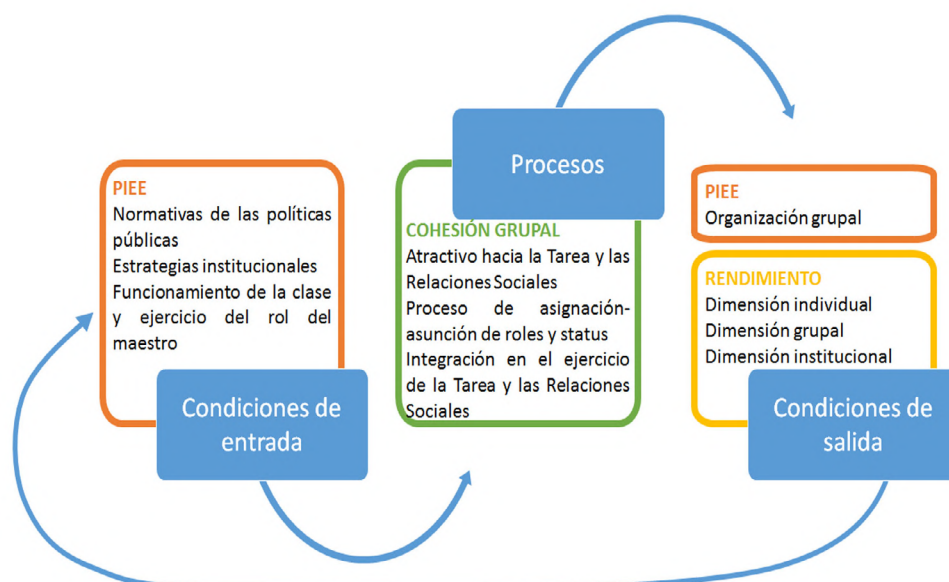 PIEE
Normativas de las políticas
públicas
Estrategias institucionales
Funcionamiento de la clase
y ejercicio del rol del
maestro
Condiciones de
entrada
Procesos
COHESIÓN GRUPAL
Atractivo hacia la Tarea y las
Relaciones Sociales
Proceso de asignación-
asunción de roles y status
Integración en el ejercicio
de la Tarea y las Relaciones
Sociales
PIEE
Organización grupal
RENDIMIENTO
Dimensión individual
Dimensión grupal
Dimensión institucional
Condiciones de
salida